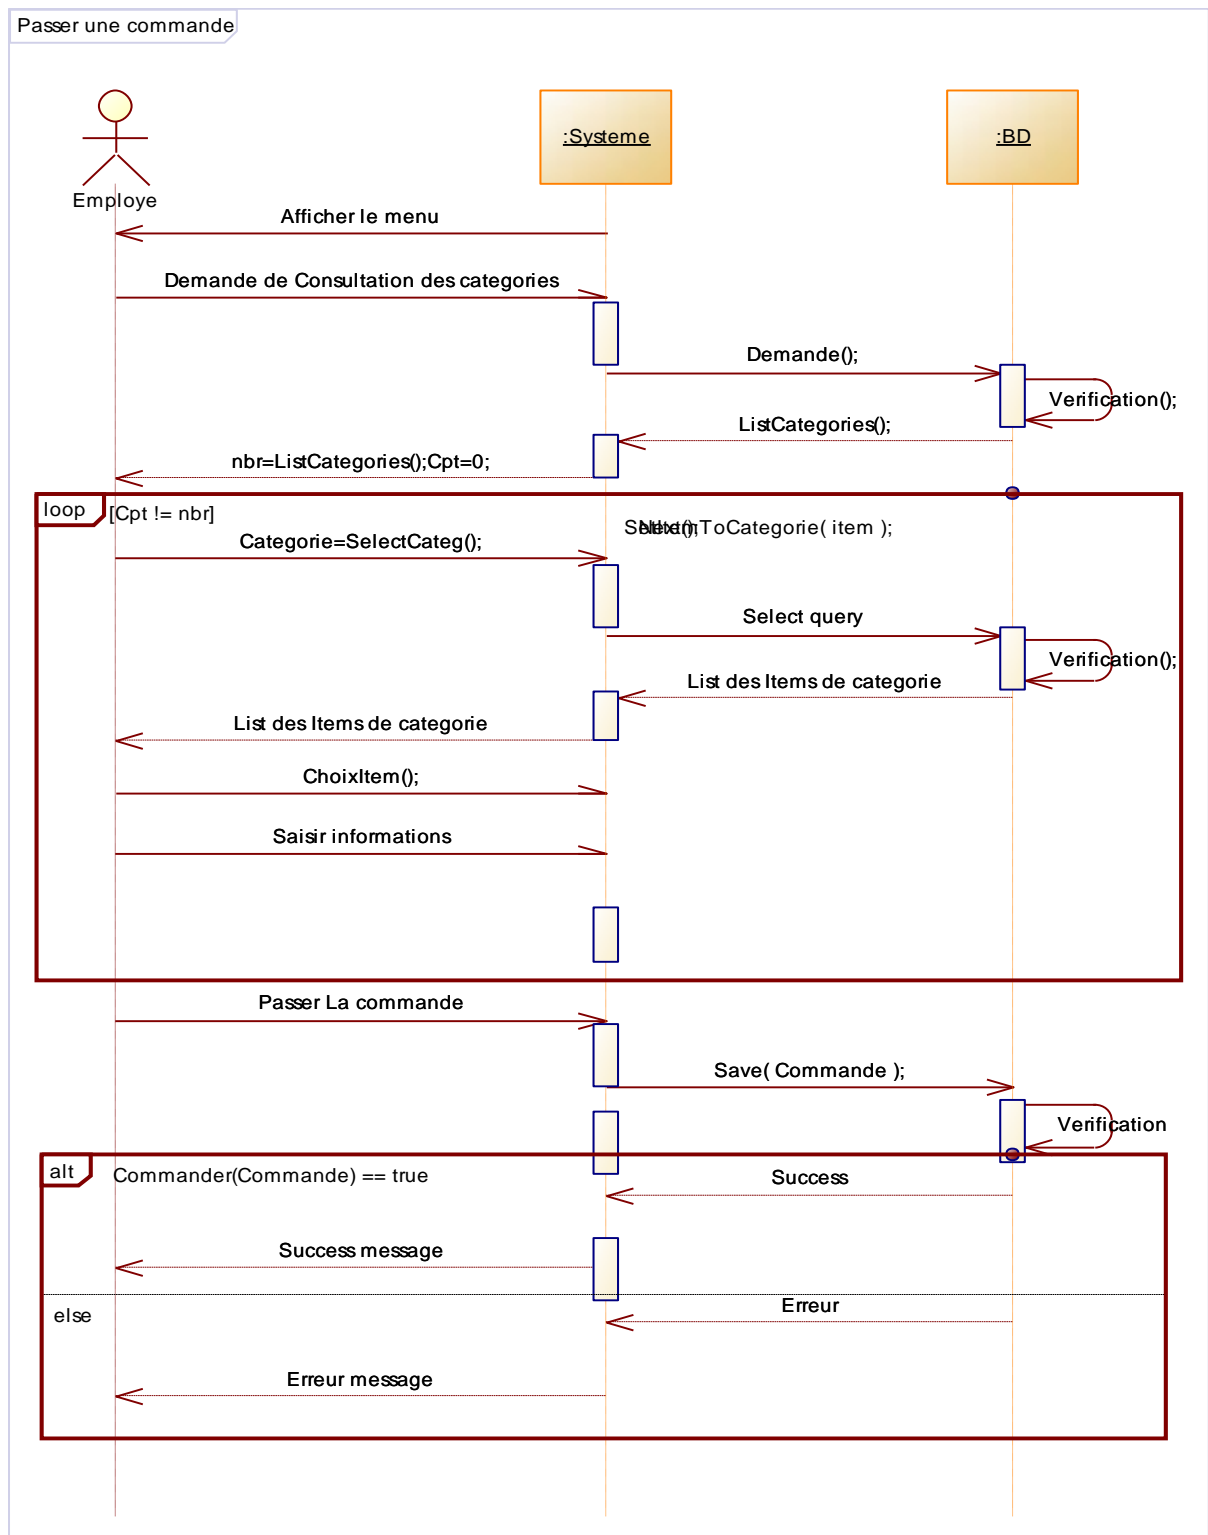 Passer une commande
:Systeme
:BD
Employe
Afficher le menu
Demande de Consultation des categories
Demande();
Verification();
ListCategories();
nbr=ListCategories();Cpt=0;
loop
[Cpt != nbr]
ToCategorie( item );
Categorie=SelectCateg();
Select query
Verification();
List des Items de categorie
List des Items de categorie
ChoixItem();
Saisir informations
Passer La commande
Save( Commande );
Verification
alt
Commander(Commande) == true
Success
Success message
Erreur
else
Erreur message